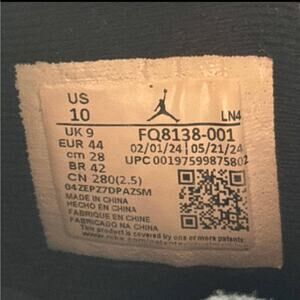 US
10
LN4
UK 9
EUR 44
cm 28
BR 42
CN 280(2.5)
FQ8138-001
02/01/24 05/21/24
UPC 00197599875802
04ZEPZ7DPAZSM
MADE IN CHINA
HECHO EN CHINA
FABRIQUE EN CHINE
FABRICADO NA CHINA
This product is covered by one or more patents